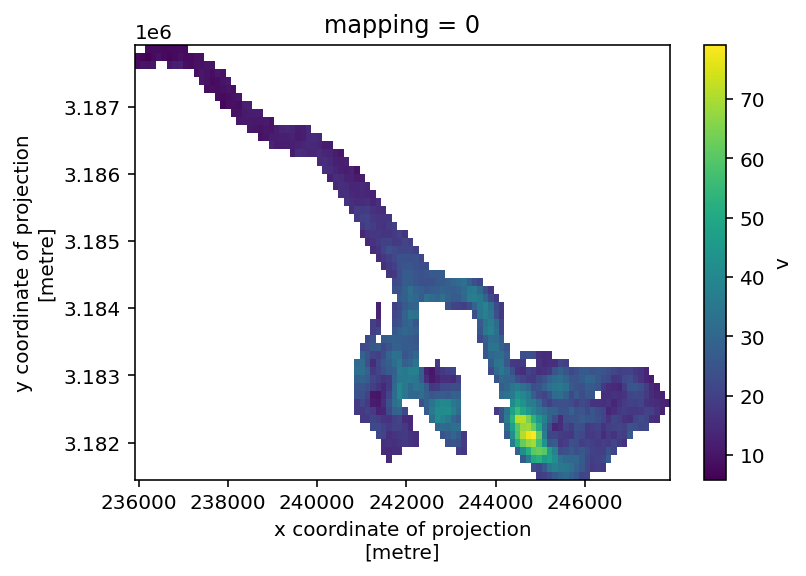 mapping = 0
1e6
3.187
3.186
3.185
3.184
3.183
3.182
y coordinate of projection
[metre]
236000 238000 240000 242000 244000 246000
x coordinate of projection
[metre]
70
60
50
40
30
20
10
v